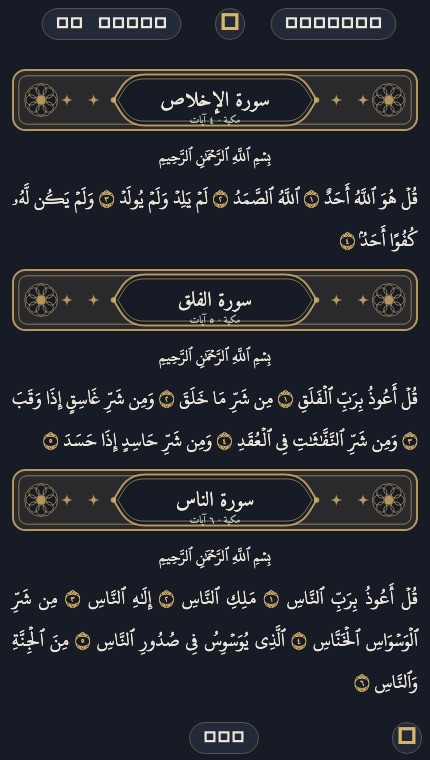 سورة الإخلاص
مكية · ٤ آيات
بِسْمِ ٱللَّهِ ٱلرَّحْمَٰنِ ٱلرَّحِيمِ
قُلْ هُوَ ٱللَّهُ أَحَدٌ ١ ٱللَّهُ ٱلصَّمَدُ ٢ لَمْ يَلِدْ وَلَمْ يُولَدْ ٣ وَلَمْ يَكُن لَّهُۥ
كُفُوًا أَحَدٌۢ ٤
سورة الفلق
مكية · ٥ آيات
بِسْمِ ٱللَّهِ ٱلرَّحْمَٰنِ ٱلرَّحِيمِ
قُلْ أَعُوذُ بِرَبِّ ٱلْفَلَقِ ١ مِن شَرِّ مَا خَلَقَ ٢ وَمِن شَرِّ غَاسِقٍ إِذَا وَقَبَ
٣ وَمِن شَرِّ ٱلنَّفَّٰثَٰتِ فِى ٱلْعُقَدِ ٤ وَمِن شَرِّ حَاسِدٍ إِذَا حَسَدَ ٥
سورة الناس
مكية · ٦ آيات
بِسْمِ ٱللَّهِ ٱلرَّحْمَٰنِ ٱلرَّحِيمِ
قُلْ أَعُوذُ بِرَبِّ ٱلنَّاسِ ١ مَلِكِ ٱلنَّاسِ ٢ إِلَٰهِ ٱلنَّاسِ ٣ مِن شَرِّ
ٱلْوَسْوَاسِ ٱلْخَنَّاسِ ٤ ٱلَّذِى يُوَسْوِسُ فِى صُدُورِ ٱلنَّاسِ ٥ مِنَ ٱلْجِنَّةِ
وَٱلنَّاسِ ٦